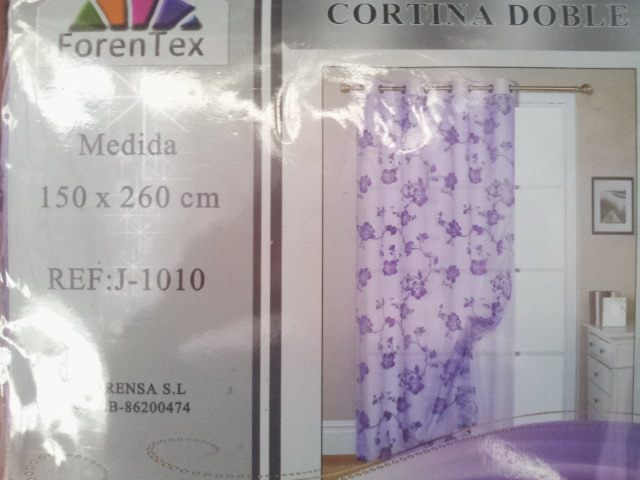 ForenTex
CORTINA DOBLE
Medida
150 x 260 cm
REF:J-1010
RENSA S.L
B-86200474